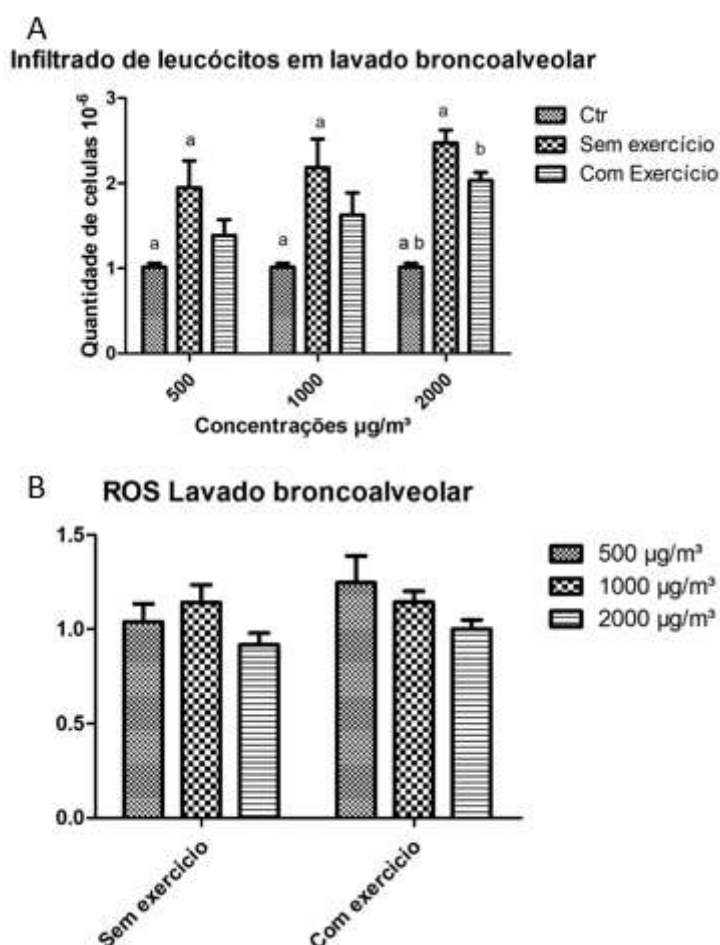 A
Infiltrado de leucócitos em lavado broncoalveolar
Quantidade de celulas 10⁻⁶
3
2
1
0
a
a
a
a
a b
a
b
500
1000
2000
Concentrações µg/m³
Ctr
Sem exercício
Com Exercício
B
ROS Lavado broncoalveolar
1.5
1.0
0.5
0.0
Sem exercicio
Com exercicio
500 µg/m³
1000 µg/m³
2000 µg/m³